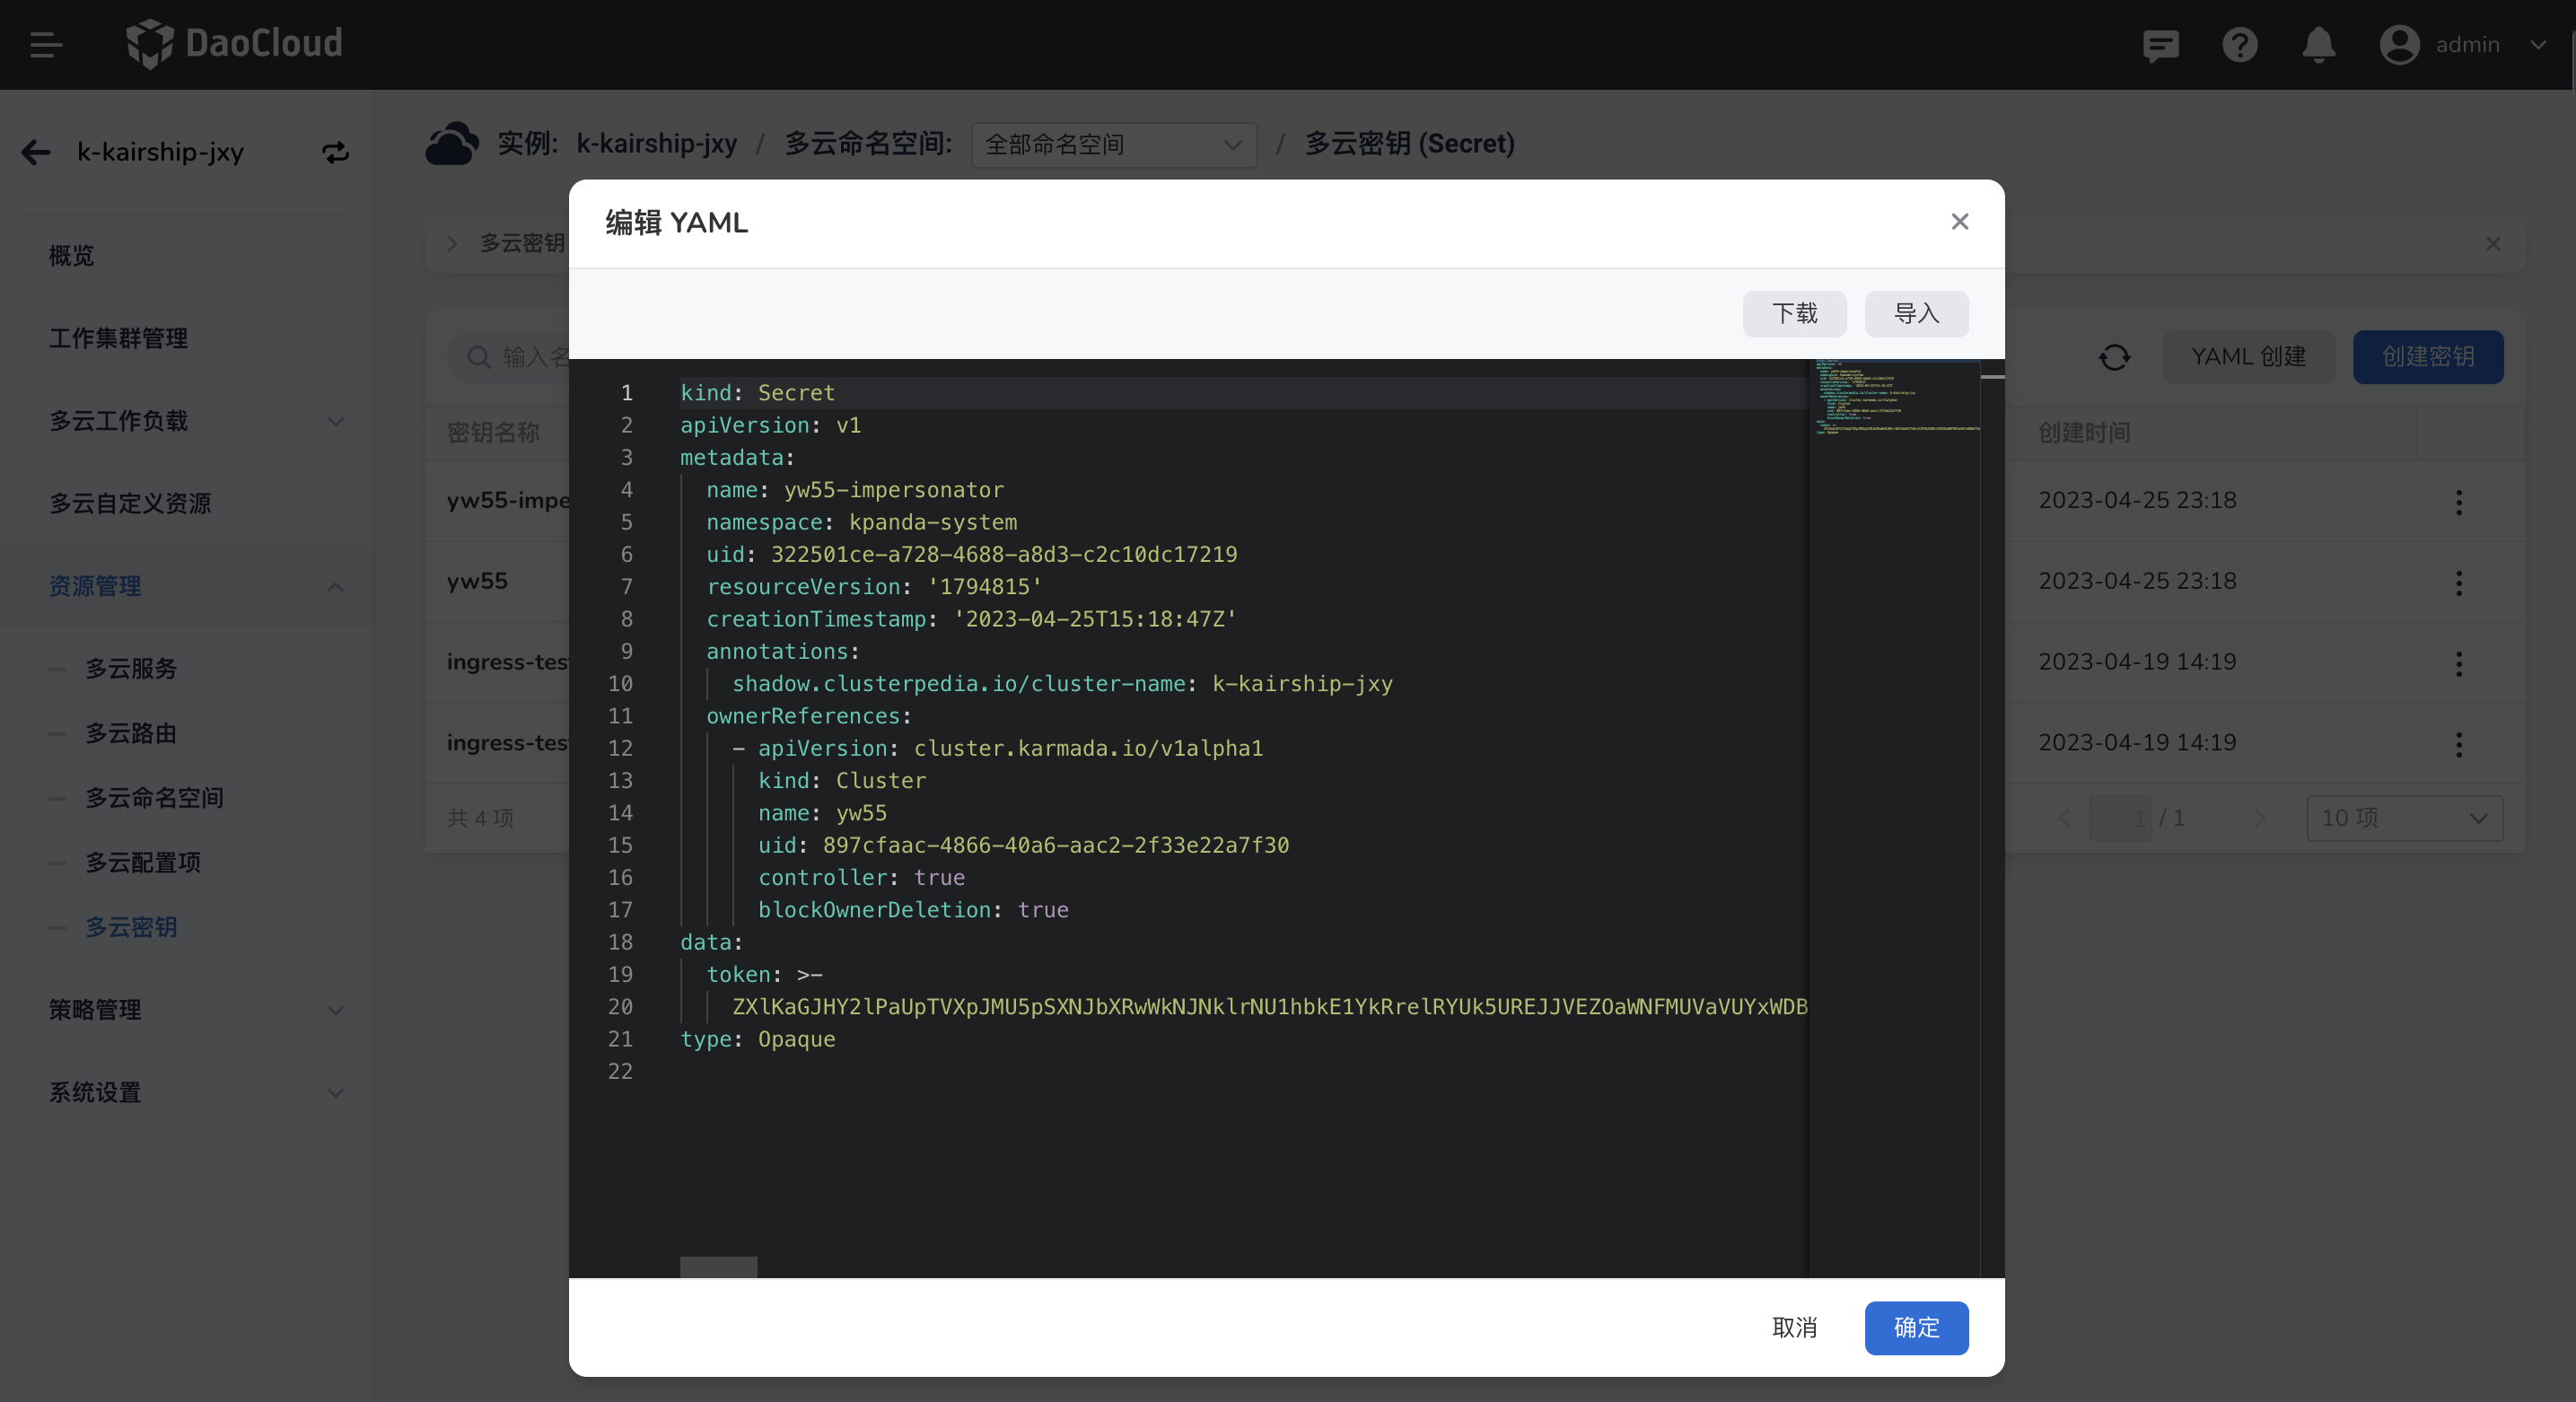 DaoCloud
admin
k-kairship-jxy
概览
工作集群管理
多云工作负载
多云自定义资源
资源管理
多云服务
多云路由
多云命名空间
多云配置项
多云密钥
策略管理
系统设置
实例: k-kairship-jxy / 多云命名空间: 全部命名空间 / 多云密钥 (Secret)
多云密钥
输入名
YAML 创建
创建密钥
密钥名称
创建时间
yw55-impe
2023-04-25 23:18
yw55
2023-04-25 23:18
ingress-tes
2023-04-19 14:19
ingress-tes
2023-04-19 14:19
共 4 项
1 / 1
10 项
编辑 YAML
下载
导入
1 kind: Secret
2 apiVersion: v1
3 metadata:
4 name: yw55-impersonator
5 namespace: kpanda-system
6 uid: 322501ce-a728-4688-a8d3-c2c10dc17219
7 resourceVersion: '1794815'
8 creationTimestamp: '2023-04-25T15:18:47Z'
9 annotations:
10 shadow.clusterpedia.io/cluster-name: k-kairship-jxy
11 ownerReferences:
12 - apiVersion: cluster.karmada.io/v1alpha1
13 kind: Cluster
14 name: yw55
15 uid: 897cfaac-4866-40a6-aac2-2f33e22a7f30
16 controller: true
17 blockOwnerDeletion: true
18 data:
19 token: >-
20 ZXlKaGJHY2lPaUpTVXpJMU5pSXNJbXRwWkNJNklrNU1hbkE1YkRrelRYUk5UREJJVEZOaWNFMUVaVUYxWDB
21 type: Opaque
22
取消
确定